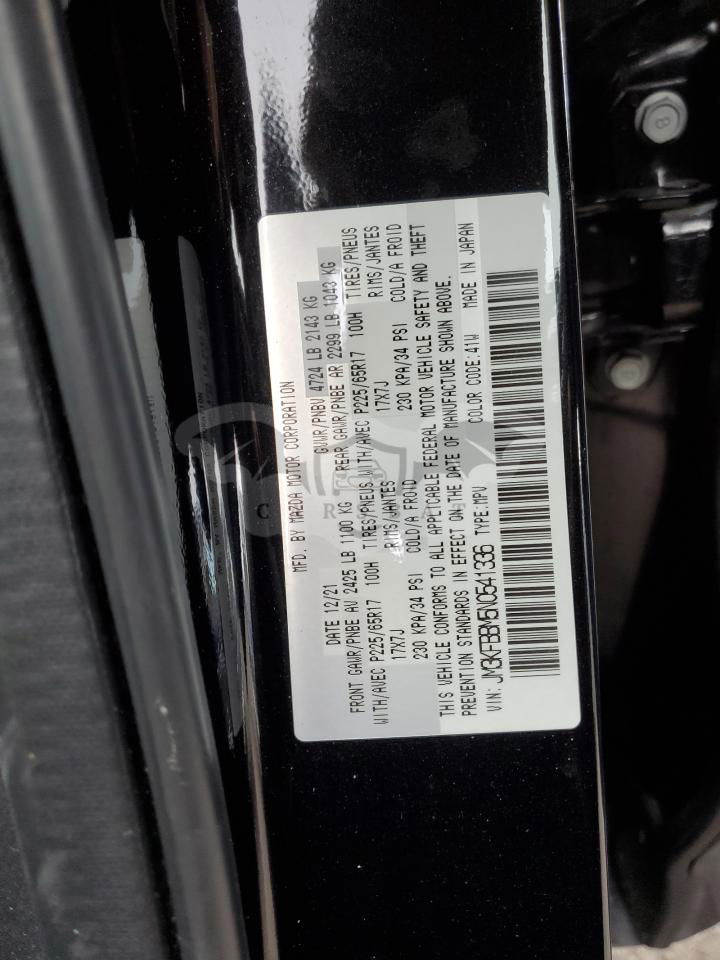 MFD. BY MAZDA MOTOR CORPORATION
DATE 12/21 GVWR/PNBV 4724 LB 2143 KG
FRONT GAWR/PNBE AV 2425 LB 1100 KG REAR GAWR/PNBE AR 2299 LB 1043 KG
WITH/AVEC P225/65R17 100H TIRES/PNEUS WITH/AVEC P225/65R17 100H TIRES/PNEUS
17X7J RIMS/JANTES 17X7J RIMS/JANTES
230 KPA/34 PSI COLD/A FROID 230 KPA/34 PSI COLD/A FROID
THIS VEHICLE CONFORMS TO ALL APPLICABLE FEDERAL MOTOR VEHICLE SAFETY AND THEFT
PREVENTION STANDARDS IN EFFECT ON THE DATE OF MANUFACTURE SHOWN ABOVE.
VIN: JM3KFBBM5N0541336 TYPE:MPV COLOR CODE:41W MADE IN JAPAN
8